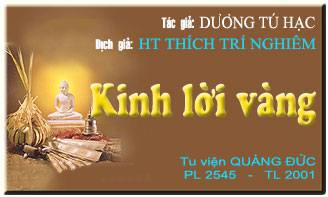 Tác giả: DƯƠNG TÚ HẠC
Dịch giả: HT THÍCH TRÍ NGHIÊM
Kinh lời vàng
Tu viện QUẢNG ĐỨC
PL 2545 - TL 2001